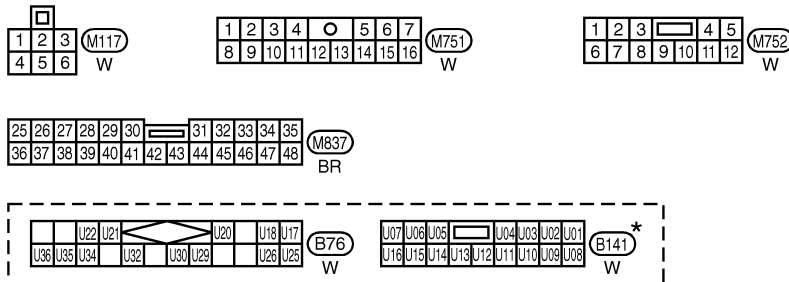 1 2 3
4 5 6
M117
W
1 2 3 4 5 6 7
8 9 10 11 12 13 14 15 16
M751
W
1 2 3 4 5
6 7 8 9 10 11 12
M752
W
25 26 27 28 29 30 31 32 33 34 35
36 37 38 39 40 41 42 43 44 45 46 47 48
M837
BR
U22 U21 U20 U18 U17
U36 U35 U34 U32 U30 U29 U26 U25
B76
W
U07 U06 U05 U04 U03 U02 U01
U16 U15 U14 U13 U12 U11 U10 U09 U08
B141 *
W